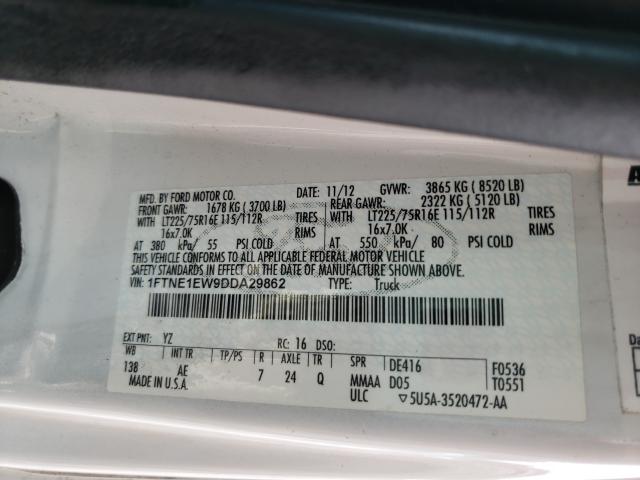 MFD. BY FORD MOTOR CO.
DATE: 11/12 GVWR: 3865 KG ( 8520 LB)
FRONT GAWR: 1678 KG ( 3700 LB)
REAR GAWR: 2322 KG ( 5120 LB)
WITH LT225/75R16E 115/112R TIRES
WITH LT225/75R16E 115/112R TIRES
16x7.0K RIMS
16x7.0K RIMS
AT 380 kPa/ 55 PSI COLD
AT 550 kPa/ 80 PSI COLD
THIS VEHICLE CONFORMS TO ALL APPLICABLE FEDERAL MOTOR VEHICLE
SAFETY STANDARDS IN EFFECT ON THE DATE OF MANUFACTURE SHOWN ABOVE.
VIN: 1FTNE1EW9DDA29862 TYPE: Truck
EXT PNT: YZ RC: 16 DSO:
WB INT TR TP/PS R AXLE TR SPR DE416 F0536
138 AE 7 24 Q MMAA D05 T0551
MADE IN U.S.A. ULC ▽5U5A-3520472-AA